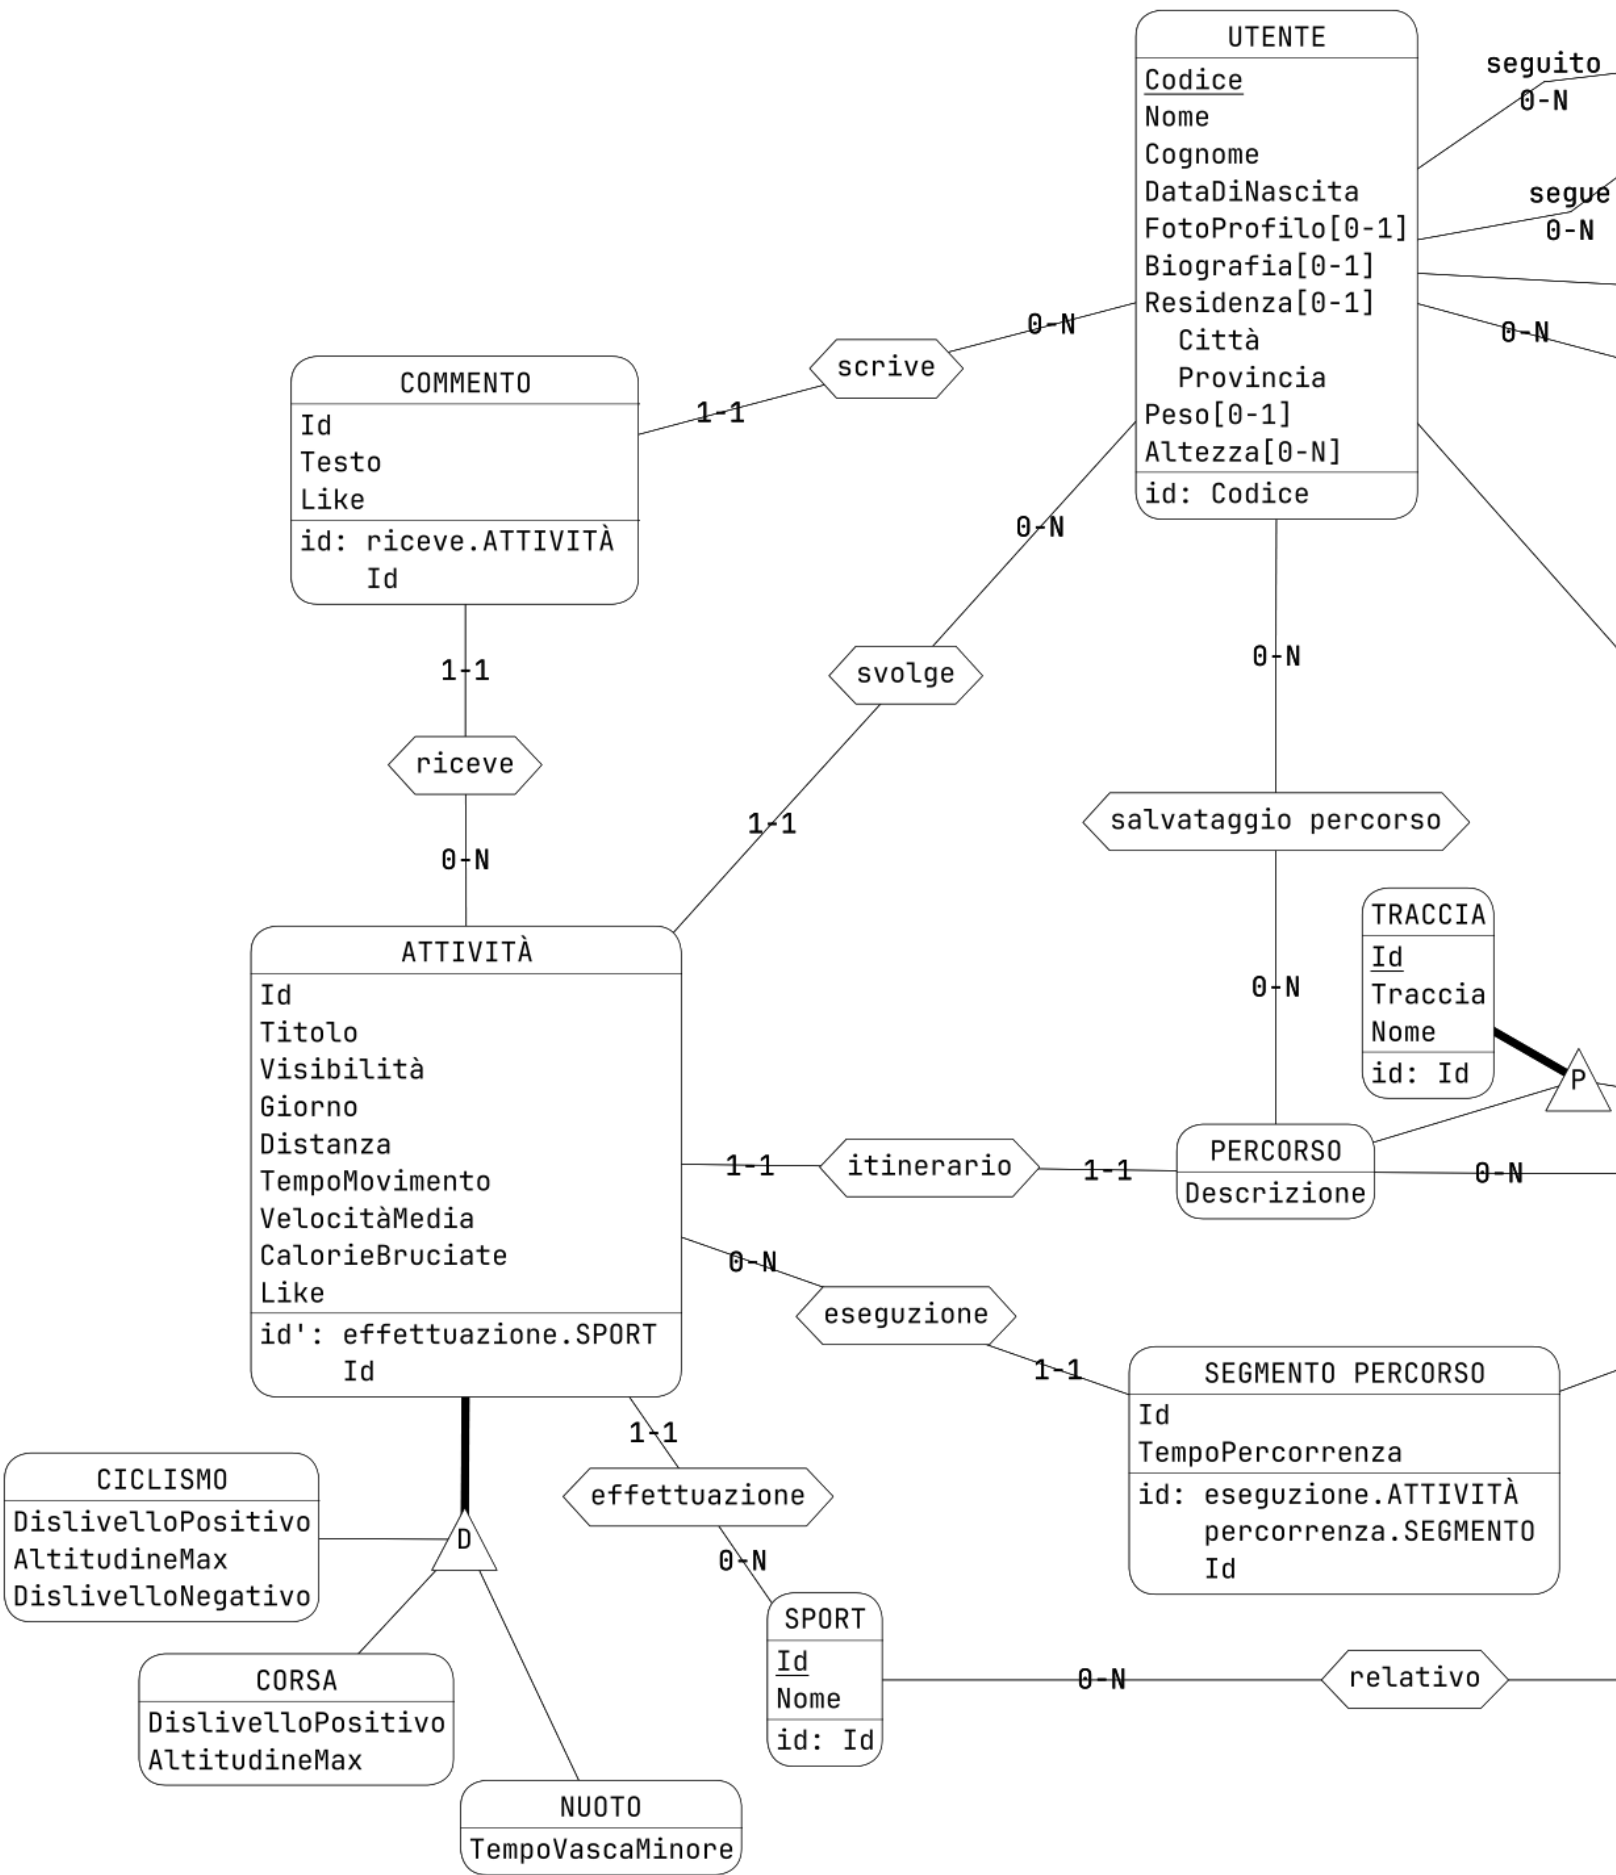 UTENTE
Codice
Nome
Cognome
DataDiNascita
FotoProfilo[0-1]
Biografia[0-1]
Residenza[0-1]
Città
Provincia
Peso[0-1]
Altezza[0-N]
id: Codice
seguito
0-N
segue
0-N
0-N
0-N
scrive
1-1
COMMENTO
Id
Testo
Like
id: riceve.ATTIVITÀ
Id
0-N
svolge
1-1
1-1
riceve
0-N
0-N
salvataggio percorso
0-N
TRACCIA
Id
Traccia
Nome
id: Id
P
ATTIVITÀ
Id
Titolo
Visibilità
Giorno
Distanza
TempoMovimento
VelocitàMedia
CalorieBruciate
Like
id': effettuazione.SPORT
Id
1-1
itinerario
1-1
PERCORSO
Descrizione
0-N
0-N
eseguzione
1-1
SEGMENTO PERCORSO
Id
TempoPercorrenza
id: eseguzione.ATTIVITÀ
percorrenza.SEGMENTO
Id
1-1
effettuazione
0-N
CICLISMO
DislivelloPositivo
AltitudineMax
DislivelloNegativo
D
CORSA
DislivelloPositivo
AltitudineMax
NUOTO
TempoVascaMinore
SPORT
Id
Nome
id: Id
0-N
relativo